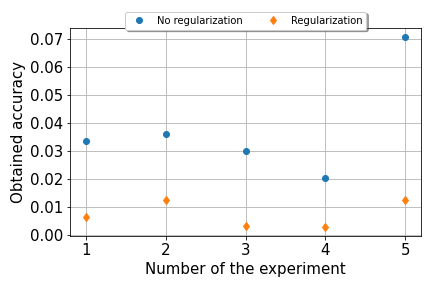 No regularization Regularization
Obtained accuracy
0.07
0.06
0.05
0.04
0.03
0.02
0.01
0.00
1 2 3 4 5
Number of the experiment